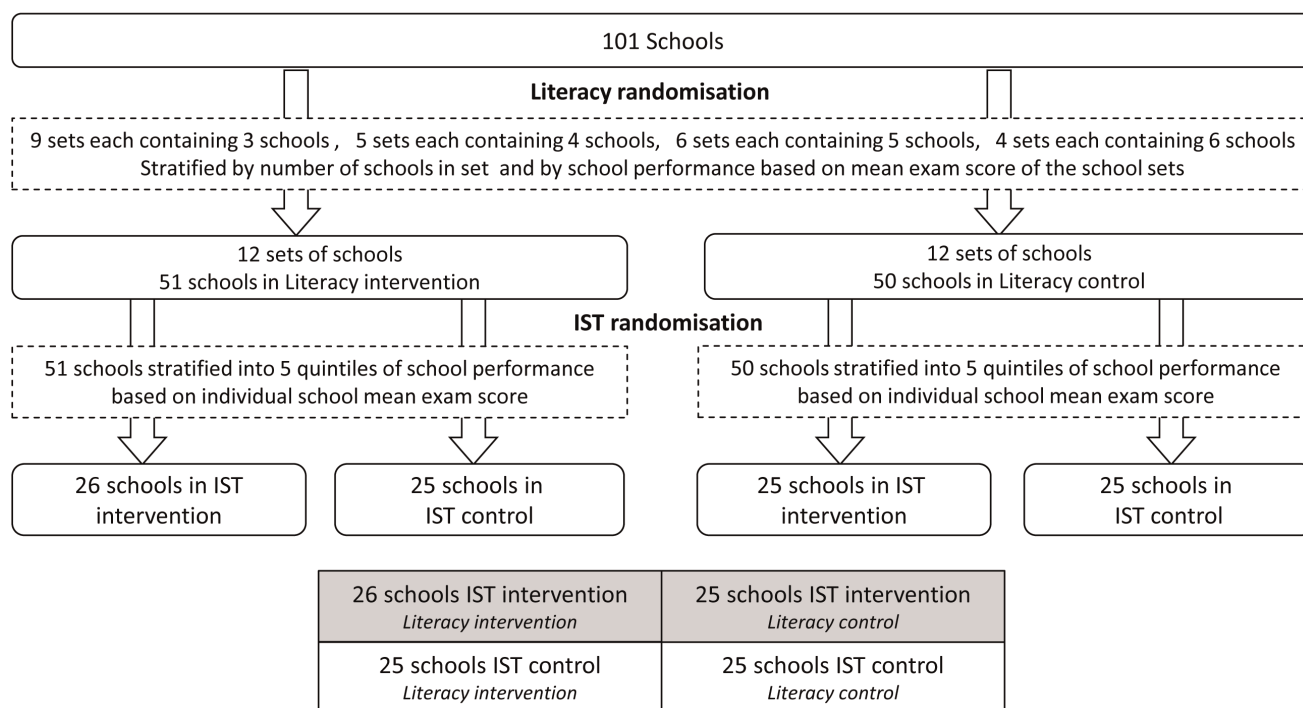 101 Schools
Literacy randomisation
9 sets each containing 3 schools , 5 sets each containing 4 schools, 6 sets each containing 5 schools, 4 sets each containing 6 schools
Stratified by number of schools in set and by school performance based on mean exam score of the school sets
12 sets of schools
51 schools in Literacy intervention
12 sets of schools
50 schools in Literacy control
IST randomisation
51 schools stratified into 5 quintiles of school performance
based on individual school mean exam score
50 schools stratified into 5 quintiles of school performance
based on individual school mean exam score
26 schools in IST
intervention
25 schools in
IST control
25 schools in IST
intervention
25 schools in
IST control
26 schools IST intervention
Literacy intervention
25 schools IST intervention
Literacy control
25 schools IST control
Literacy intervention
25 schools IST control
Literacy control